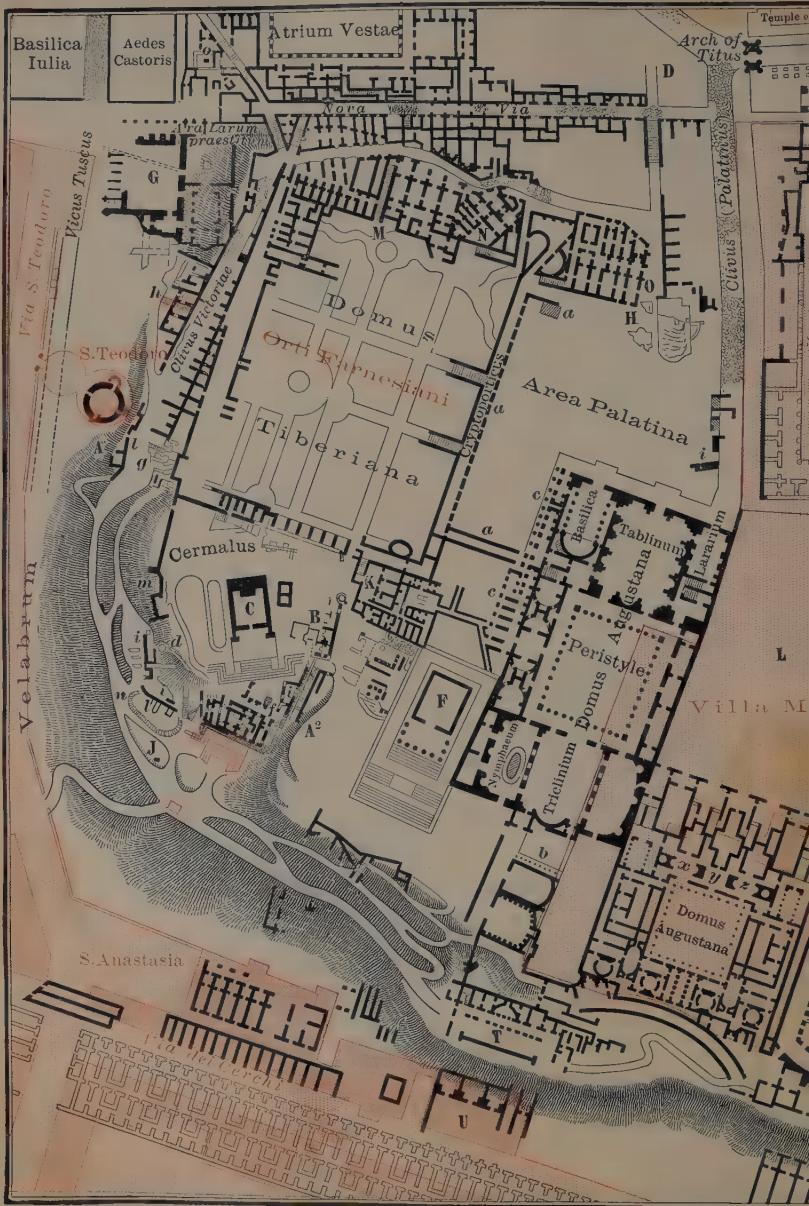 Basilica
Iulia
Aedes
Castoris
Atrium Vestae
Temple
Arch of
Titus
D
Nova Via
Ara Larum
praestit
G
Vicus Tuscus
Via S. Teodoro
Clivus Palatinus
M
N
O
H
h
Clivus Victoriae
S. Teodoro
Domus
Tiberiana
Orti Farnesiani
Cryptoporticus
a
a
a
Area Palatina
i
A
l
g
Cermalus
c
c
Basilica
Tablinum
Lararium
Domus Augustana
Peristyle
Triclinium
Nymphaeum
K
C
B
m
d
i
n
J
A²
F
L
Villa M
Velabrum
b
x y z
Domus
Augustana
S. Anastasia
Via dei Cerchi
T
U